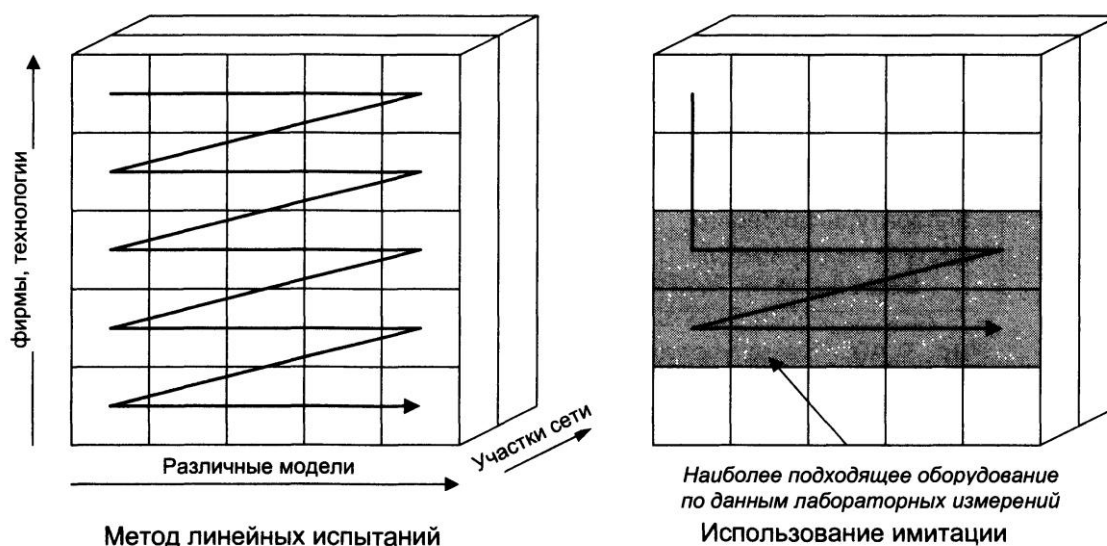 фирмы, технологии
Различные модели
Участки сети
Метод линейных испытаний
Наиболее подходящее оборудование
по данным лабораторных измерений
Использование имитации